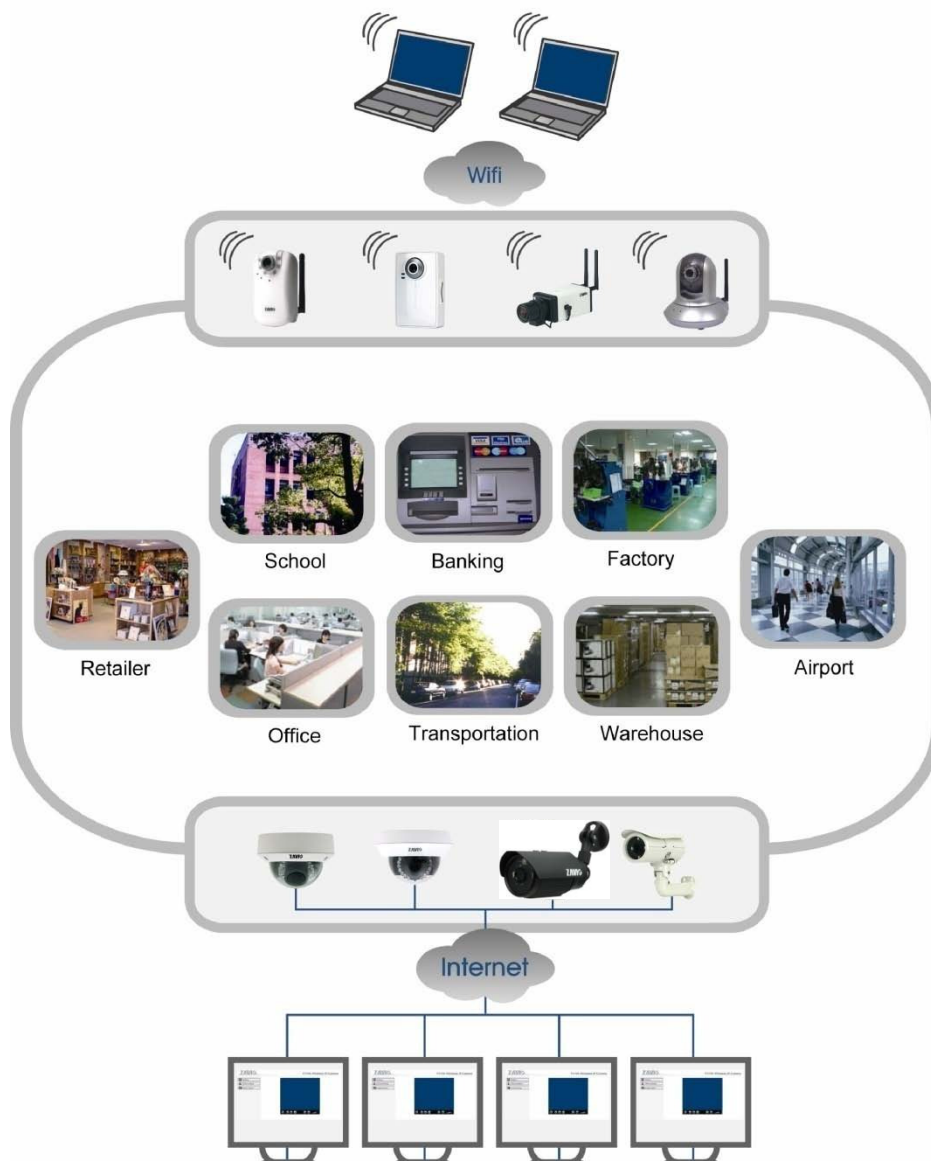 Wifi
School
Banking
Factory
Retailer
Airport
Office
Transportation
Warehouse
Internet